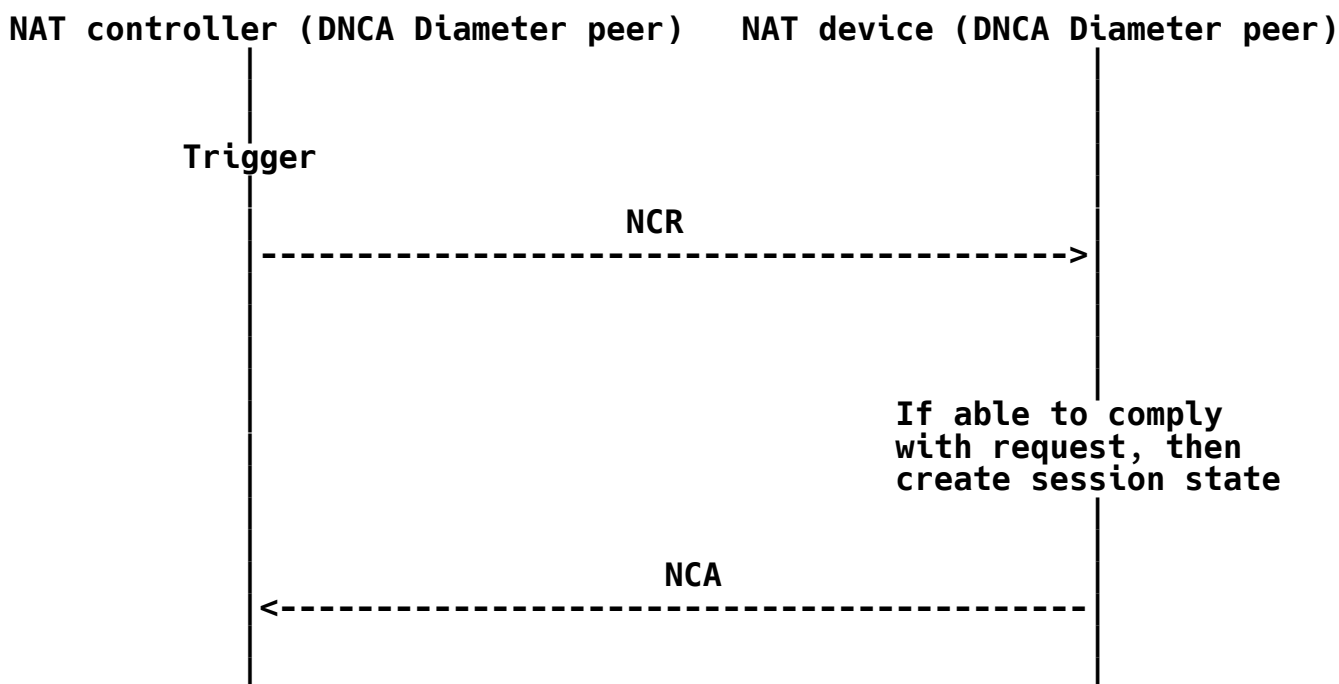 NAT controller (DNCA Diameter peer)   NAT device (DNCA Diameter peer)
Trigger
NCR
If able to comply
with request, then
create session state
NCA